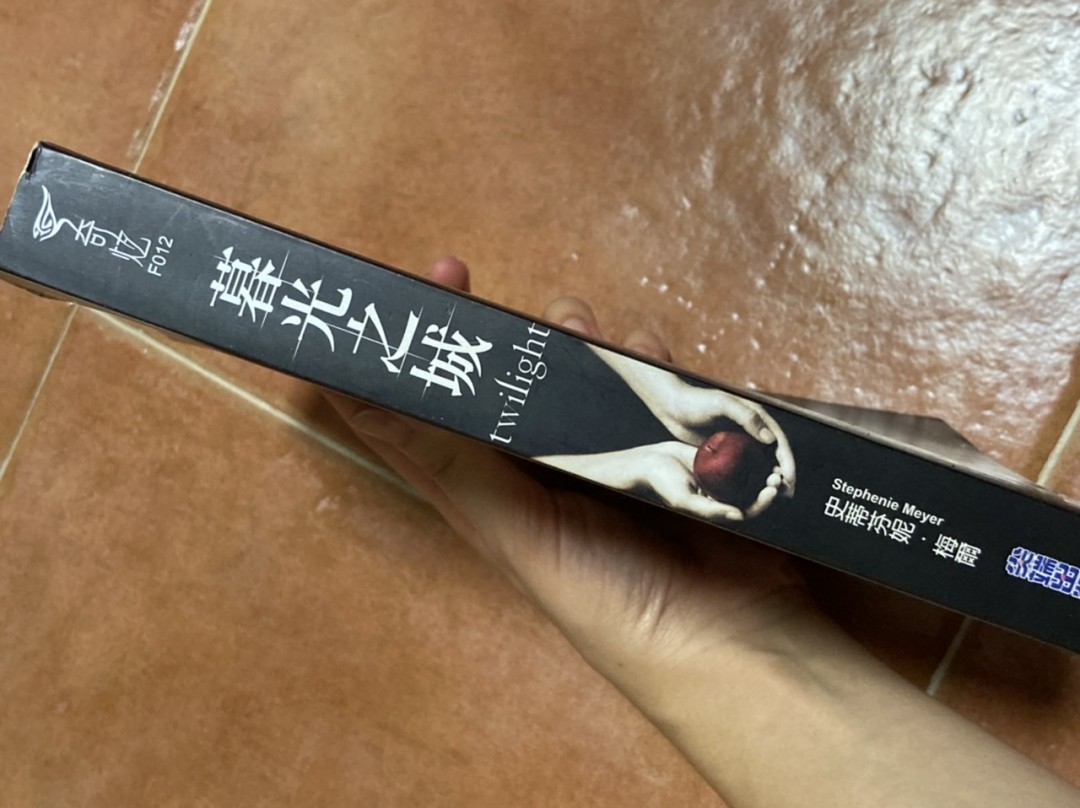 奇幻
F012
暮光之城
twilight
Stephenie Meyer
史蒂芬妮·梅爾